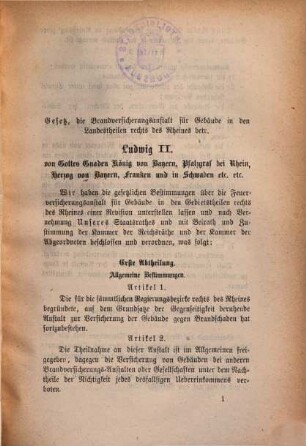 Gesetz, die Brandversicherungsanstalt für Gebäude in den
Landestheilen rechts des Rheines betr.
Ludwig II.
von Gottes Gnaden König von Bayern, Pfalzgraf bei Rhein,
Herzog von Bayern, Franken und in Schwaben etc. etc.
Wir haben die gesetzlichen Bestimmungen über die Feuer-
versicherungsanstalt für Gebäude in den Gebietstheilen rechts
des Rheines einer Revision unterstellen lassen und nach Ver-
nehmung Unseres Staatsrathes und mit Beirath und Zu-
stimmung der Kammer der Reichsräthe und der Kammer der
Abgeordneten beschlossen und verordnen, was folgt:
Erste Abtheilung.
Allgemeine Bestimmungen.
Artikel 1.
Die für die sämmtlichen Regierungsbezirke rechts des Rheines
begründete, auf dem Grundsatze der Gegenseitigkeit beruhende
Anstalt zur Versicherung der Gebäude gegen Brandschaden hat
fortzubestehen.
Artikel 2.
Die Theilnahme an dieser Anstalt ist im Allgemeinen frei-
gegeben, dagegen die Versicherung von Gebäuden bei anderen
Brandversicherungs-Anstalten oder Gesellschaften unter dem Nach-
theile der Nichtigkeit jedes desfallsigen Uebereinkommens ver-
boten.
1